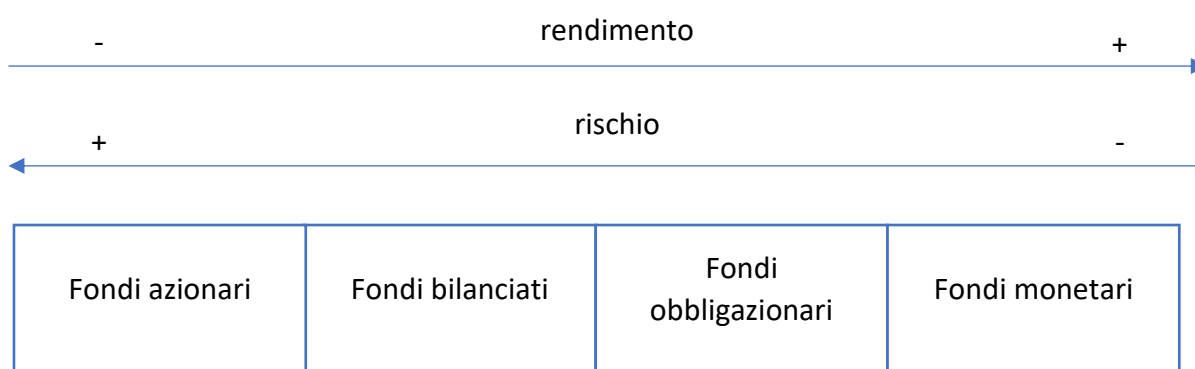 rendimento
- +
rischio
+ -
Fondi azionari
Fondi bilanciati
Fondi
obbligazionari
Fondi monetari